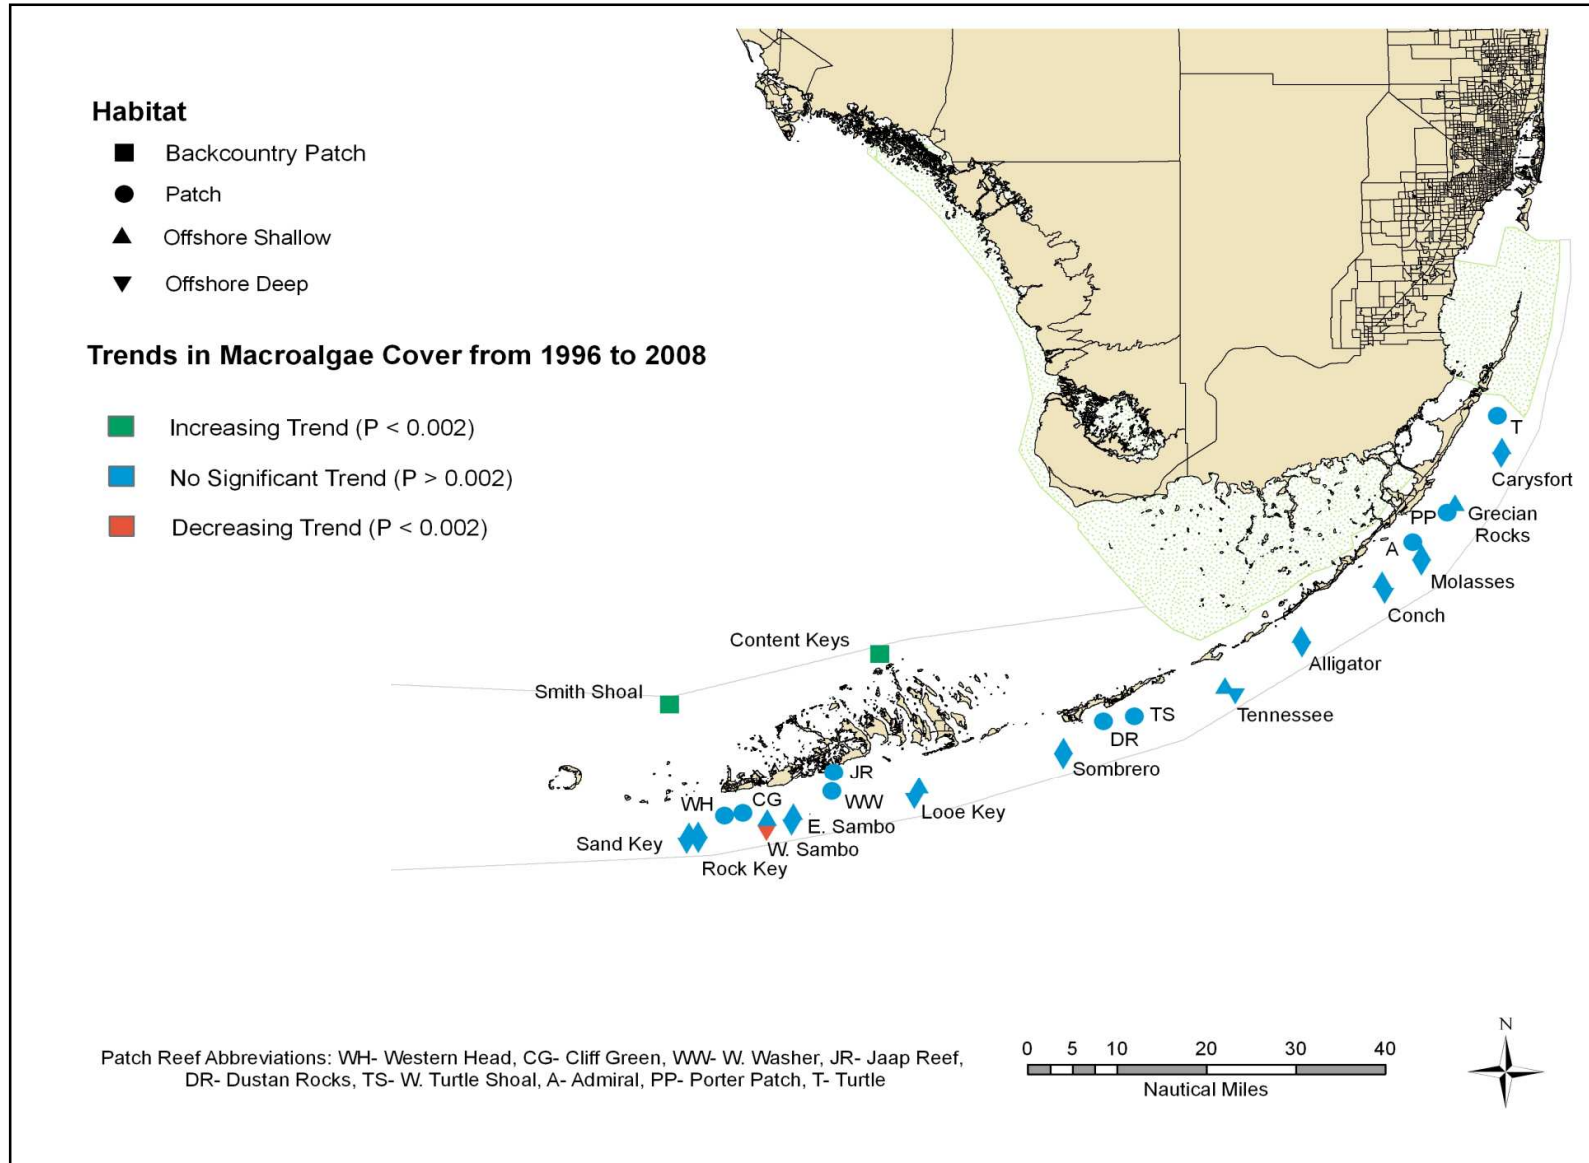 Habitat
Backcountry Patch
Patch
Offshore Shallow
Offshore Deep
Trends in Macroalgae Cover from 1996 to 2008
Increasing Trend (P < 0.002)
No Significant Trend (P > 0.002)
Decreasing Trend (P < 0.002)
T
Carysfort
PP
Grecian
Rocks
A
Molasses
Conch
Alligator
Tennessee
TS
DR
Sombrero
Content Keys
Smith Shoal
JR
WW
Looe Key
WH
CG
E. Sambo
W. Sambo
Sand Key
Rock Key
Patch Reef Abbreviations: WH- Western Head, CG- Cliff Green, WW- W. Washer, JR- Jaap Reef,
DR- Dustan Rocks, TS- W. Turtle Shoal, A- Admiral, PP- Porter Patch, T- Turtle
0 5 10 20 30 40
Nautical Miles
N